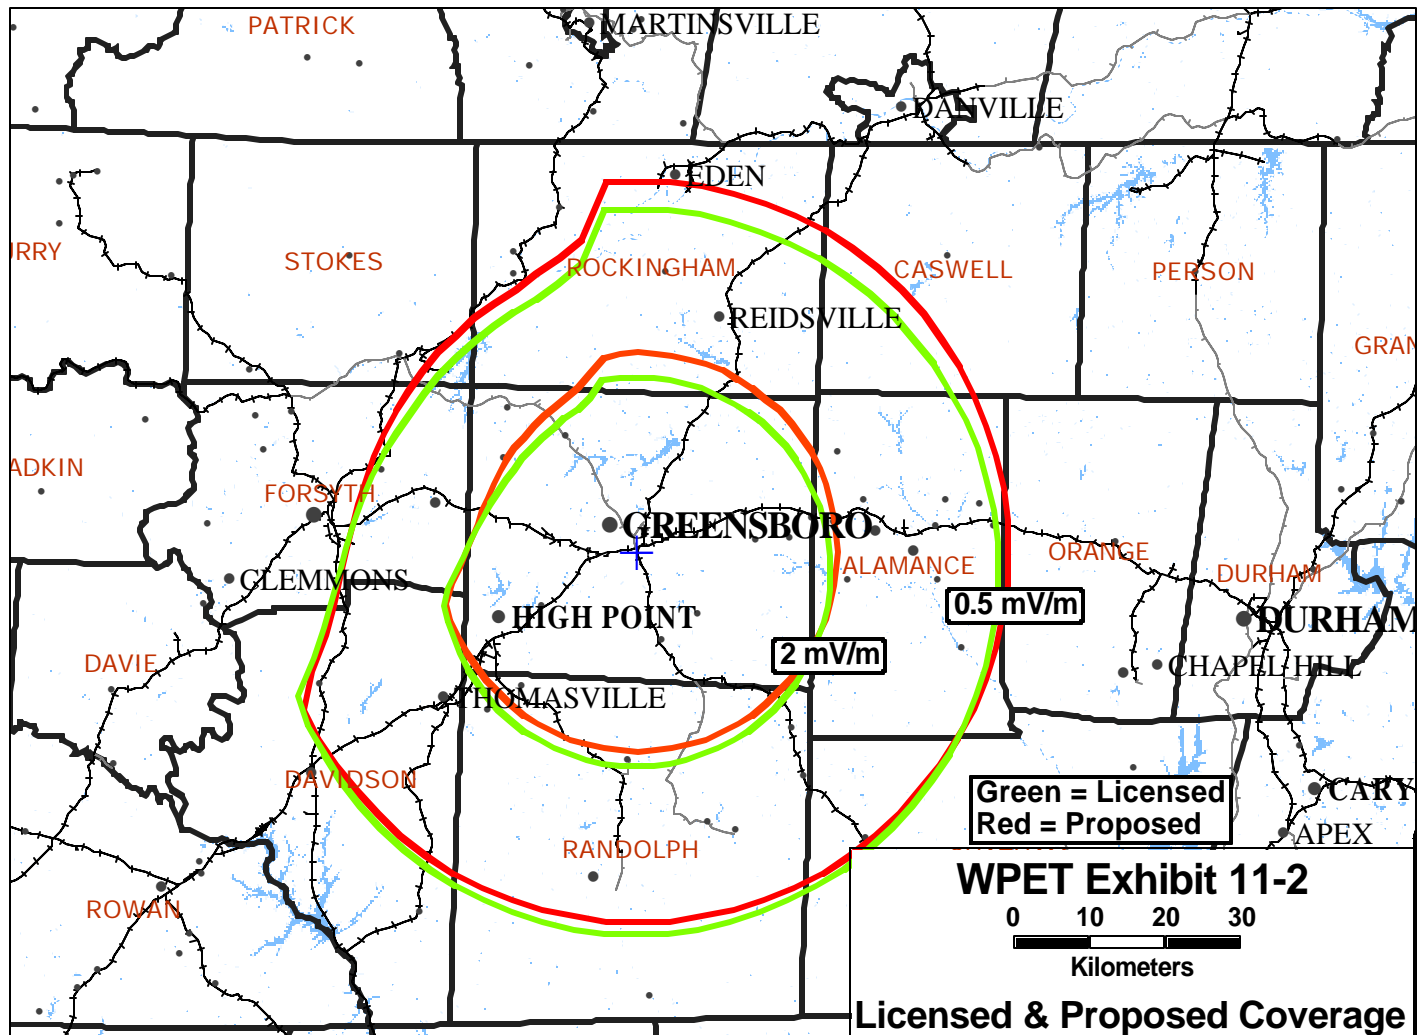 PATRICK
MARTINSVILLE
DANVILLE
EDEN
URRY
STOKES
ROCKINGHAM
CASWELL
PERSON
REIDSVILLE
GRAN
ADKIN
FORSYTH
GREENSBORO
ALAMANCE
ORANGE
DURHAM
CLEMMONS
0.5 mV/m
HIGH POINT
DURHAM
2 mV/m
DAVIE
CHAPEL HILL
THOMASVILLE
DAVIDSON
Green = Licensed
Red = Proposed
CARY
APEX
RANDOLPH
ROWAN
WPET Exhibit 11-2
0 10 20 30
Kilometers
Licensed & Proposed Coverage